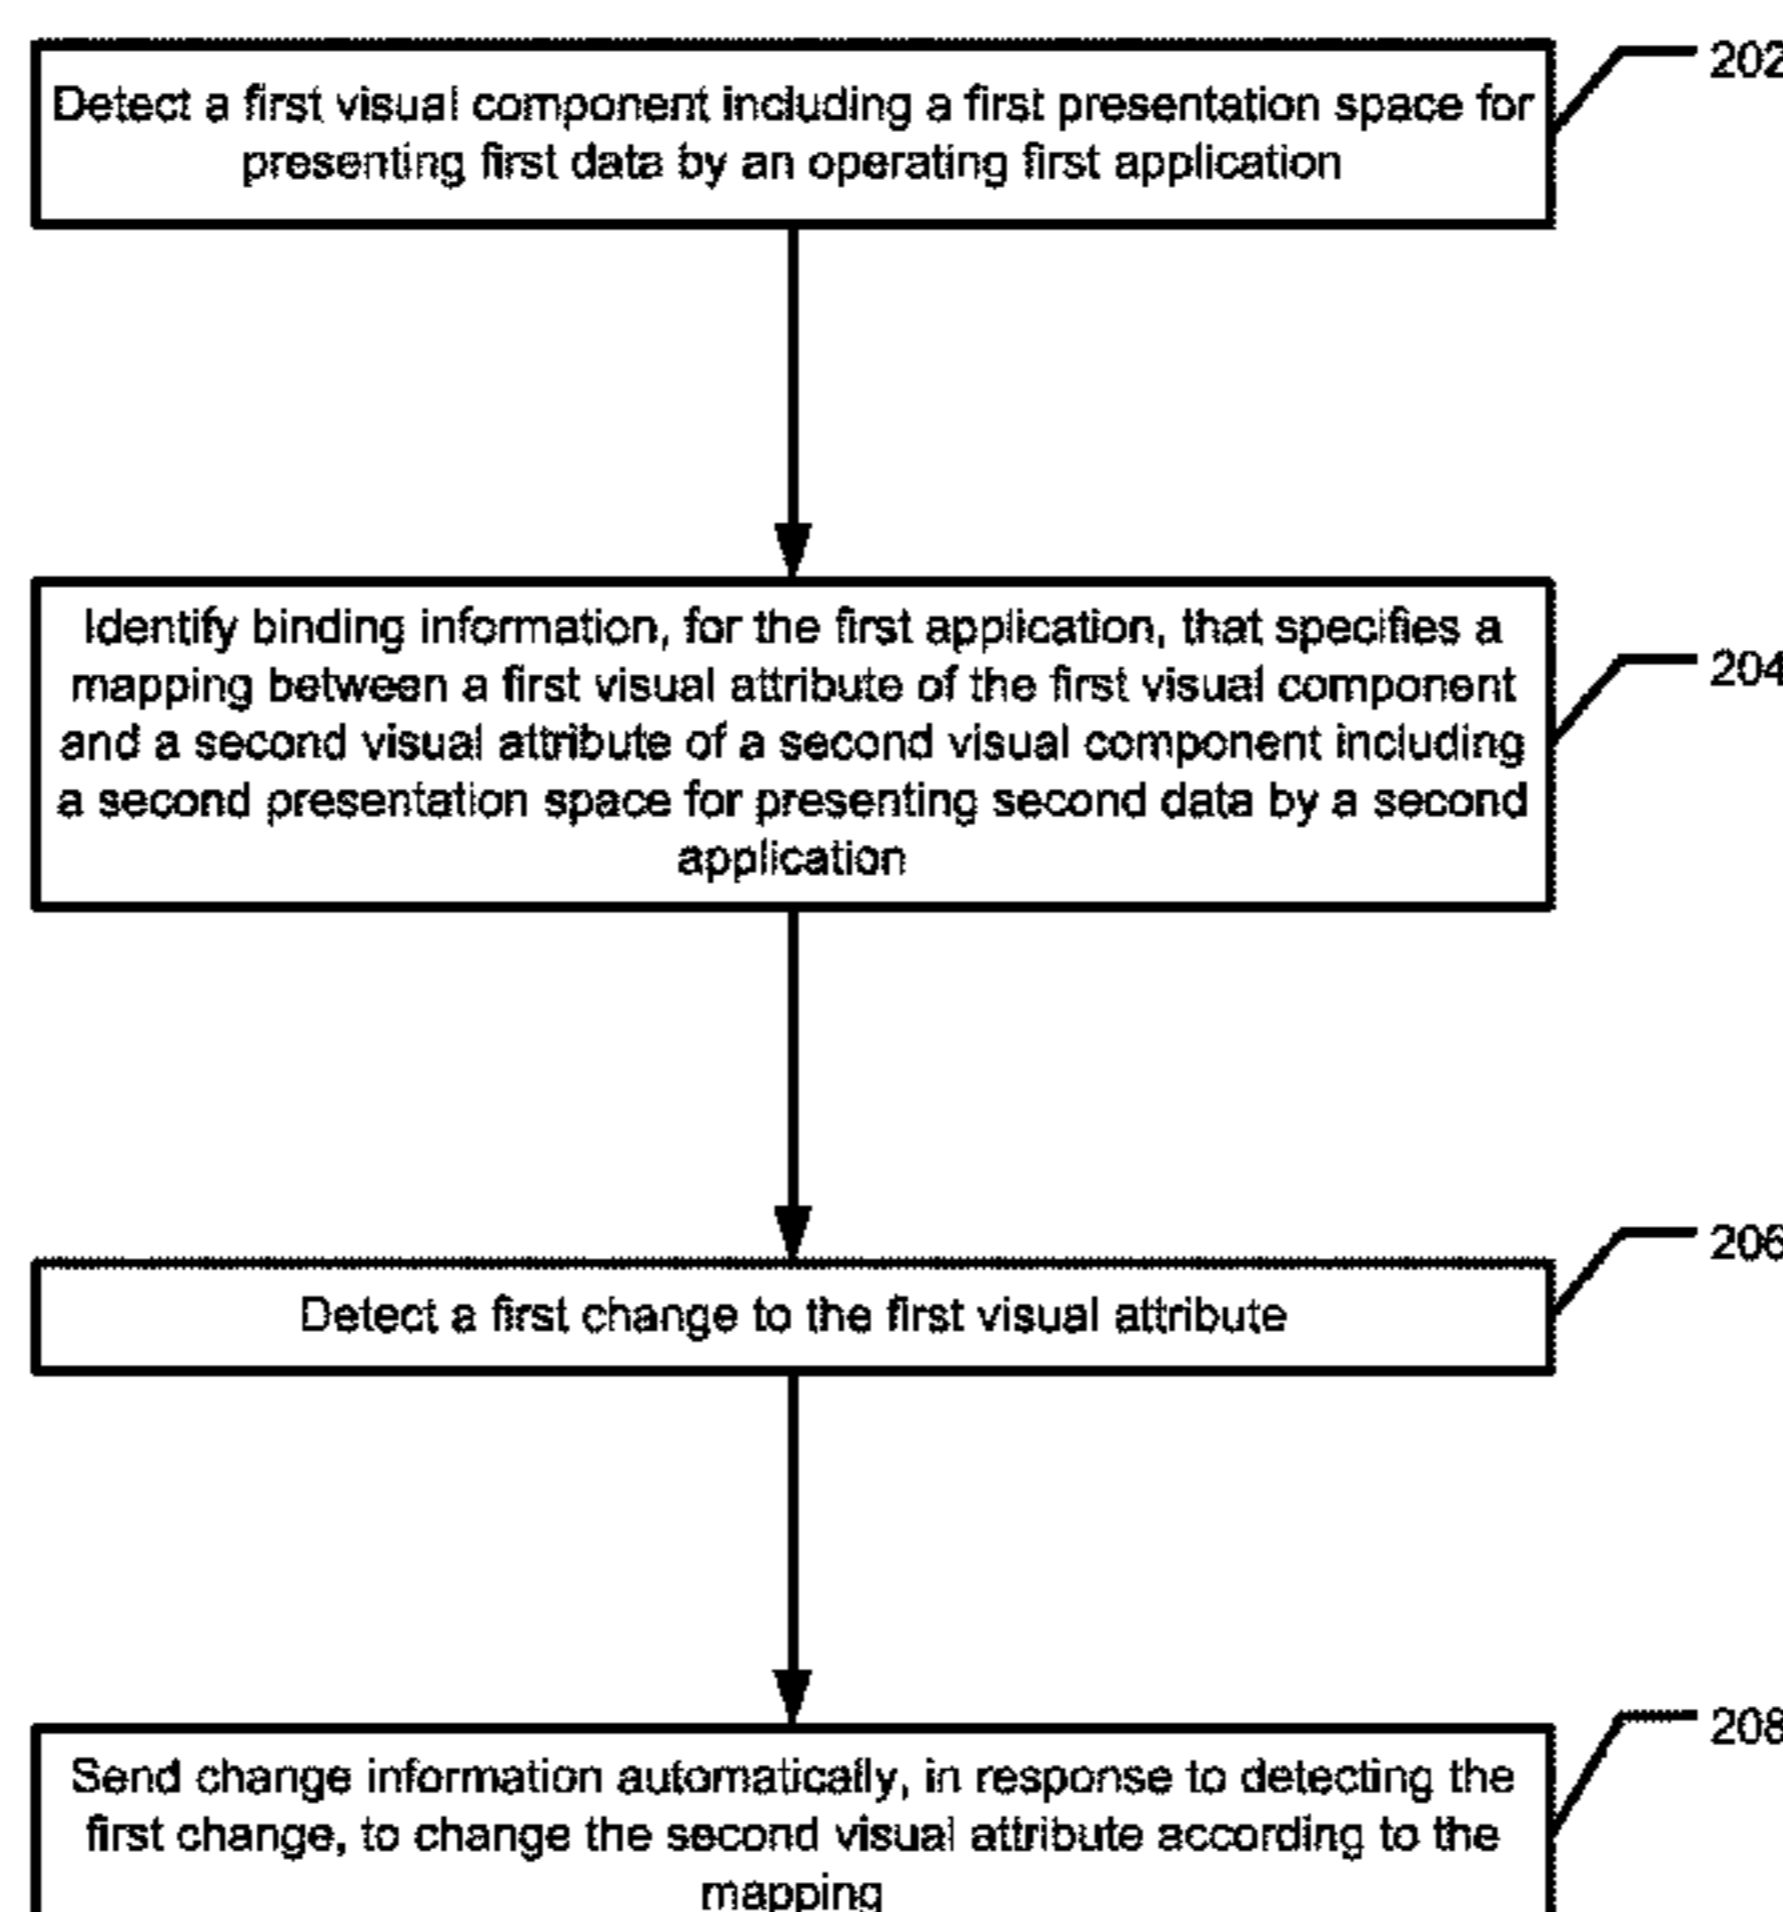 202
Detect a first visual component including a first presentation space for
presenting first data by an operating first application
Identify binding information, for the first application, that specifies a
mapping between a first visual attribute of the first visual component
204
and a second visual attribute of a second visual component including
a second presentation space for presenting second data by a second
application
206
Detect a first change to the first visual attribute
208
Send change information automatically, in response to detecting the
first change, to change the second visual attribute according to the
mapping